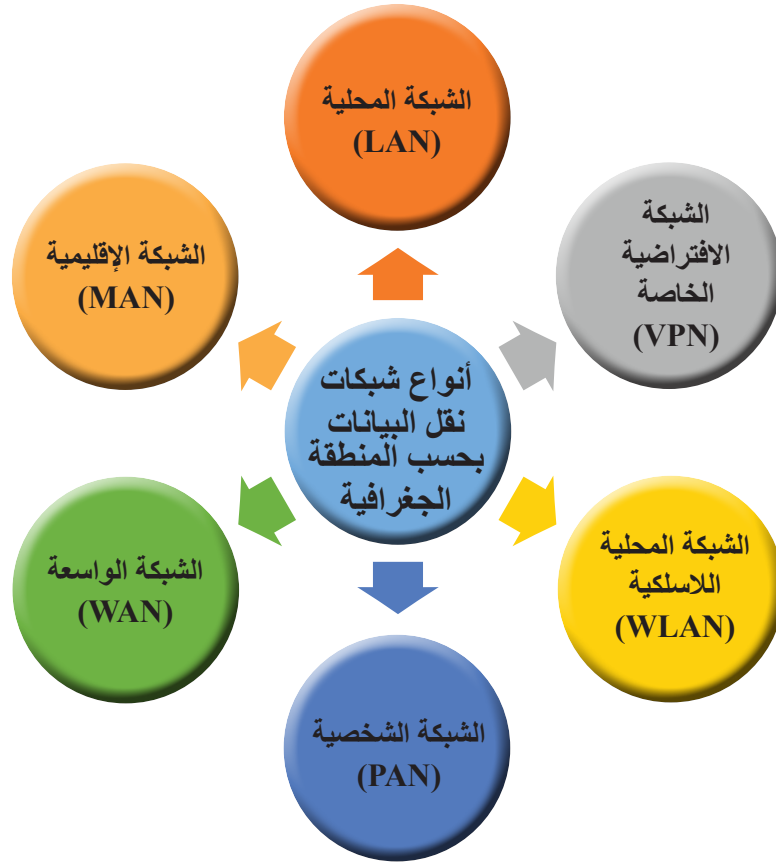 الشبكة المحلية
(LAN)
الشبكة
الافتراضية
الخاصة
(VPN)
الشبكة الإقليمية
(MAN)
أنواع شبكات
نقل البيانات
بحسب المنطقة
الجغرافية
الشبكة المحلية
اللاسلكية
(WLAN)
الشبكة الواسعة
(WAN)
الشبكة الشخصية
(PAN)